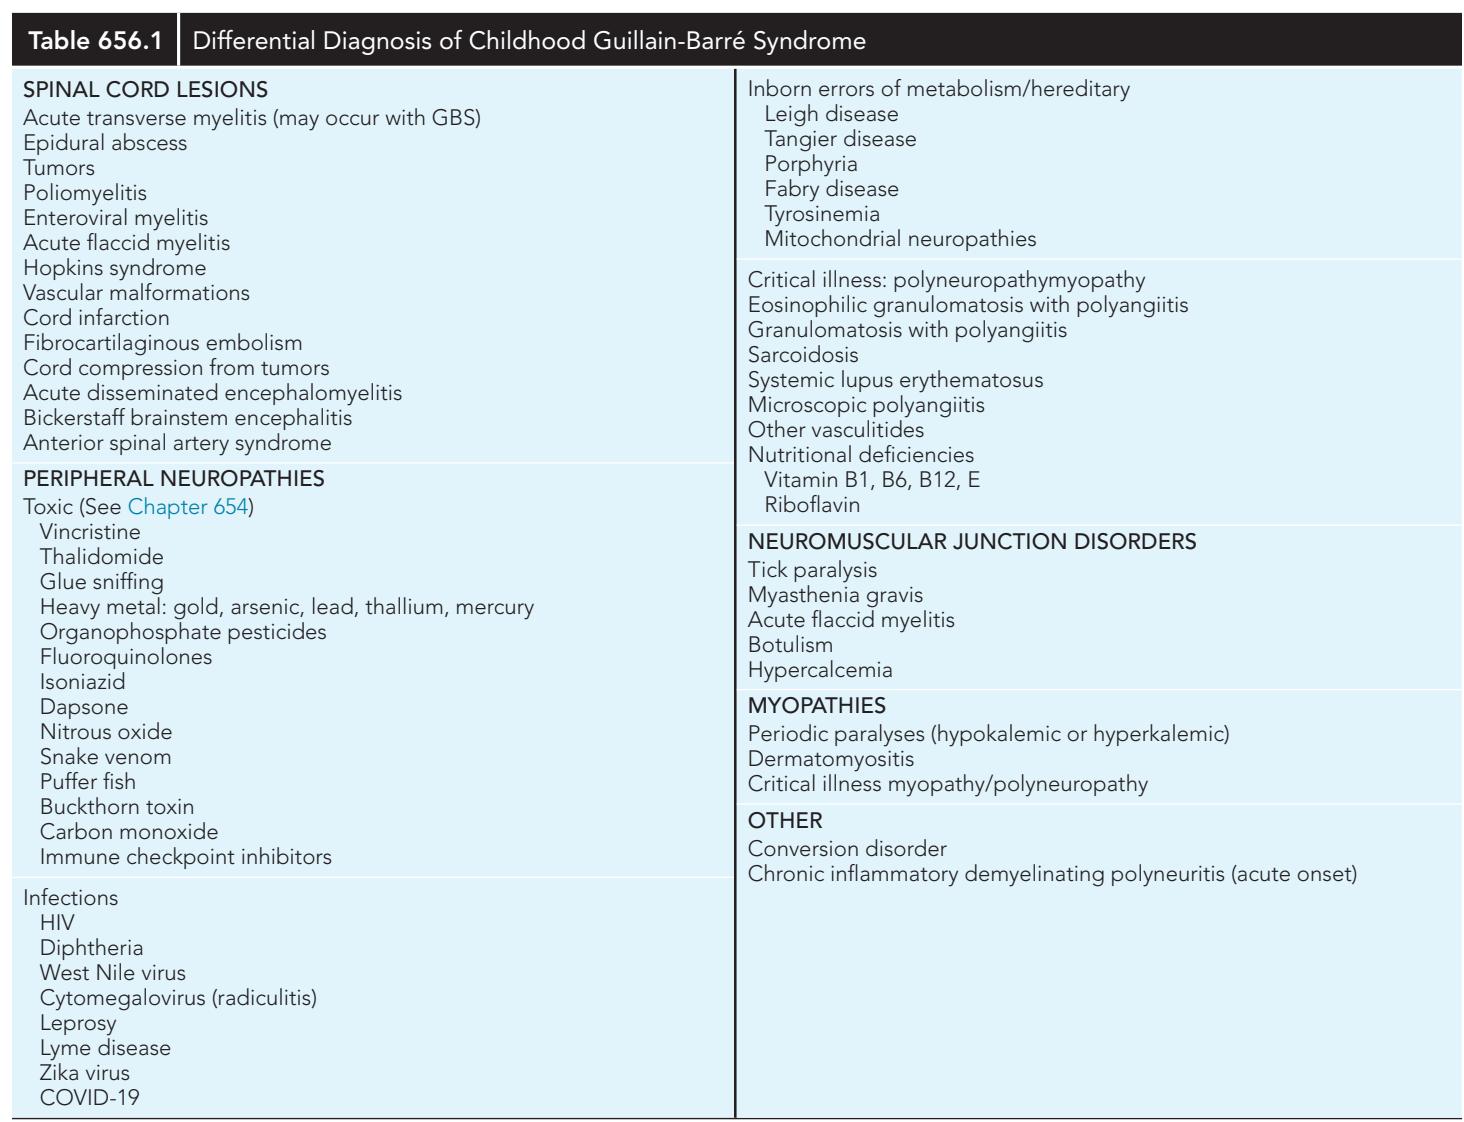 Table 656.1 Differential Diagnosis of Childhood Guillain-Barré Syndrome
SPINAL CORD LESIONS
Acute transverse myelitis (may occur with GBS)
Epidural abscess
Tumors
Poliomyelitis
Enteroviral myelitis
Acute flaccid myelitis
Hopkins syndrome
Vascular malformations
Cord infarction
Fibrocartilaginous embolism
Cord compression from tumors
Acute disseminated encephalomyelitis
Bickerstaff brainstem encephalitis
Anterior spinal artery syndrome
PERIPHERAL NEUROPATHIES
Toxic (See Chapter 654)
Vincristine
Thalidomide
Glue sniffing
Heavy metal: gold, arsenic, lead, thallium, mercury
Organophosphate pesticides
Fluoroquinolones
Isoniazid
Dapsone
Nitrous oxide
Snake venom
Puffer fish
Buckthorn toxin
Carbon monoxide
Immune checkpoint inhibitors
Infections
HIV
Diphtheria
West Nile virus
Cytomegalovirus (radiculitis)
Leprosy
Lyme disease
Zika virus
COVID-19
Inborn errors of metabolism/hereditary
Leigh disease
Tangier disease
Porphyria
Fabry disease
Tyrosinemia
Mitochondrial neuropathies
Critical illness: polyneuropathymyopathy
Eosinophilic granulomatosis with polyangiitis
Granulomatosis with polyangiitis
Sarcoidosis
Systemic lupus erythematosus
Microscopic polyangiitis
Other vasculitides
Nutritional deficiencies
Vitamin B1, B6, B12, E
Riboflavin
NEUROMUSCULAR JUNCTION DISORDERS
Tick paralysis
Myasthenia gravis
Acute flaccid myelitis
Botulism
Hypercalcemia
MYOPATHIES
Periodic paralyses (hypokalemic or hyperkalemic)
Dermatomyositis
Critical illness myopathy/polyneuropathy
OTHER
Conversion disorder
Chronic inflammatory demyelinating polyneuritis (acute onset)